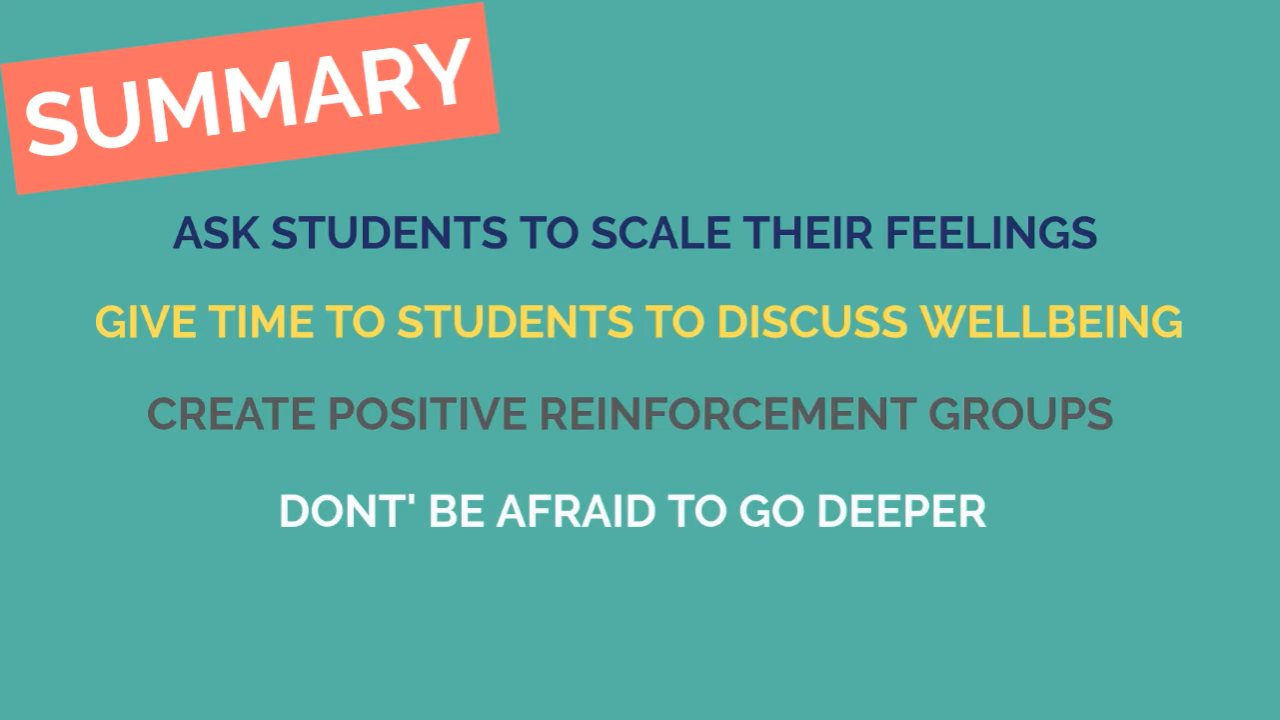 SUMMARY
ASK STUDENTS TO SCALE THEIR FEELINGS
GIVE TIME TO STUDENTS TO DISCUSS WELLBEING
CREATE POSITIVE REINFORCEMENT GROUPS
DONT' BE AFRAID TO GO DEEPER